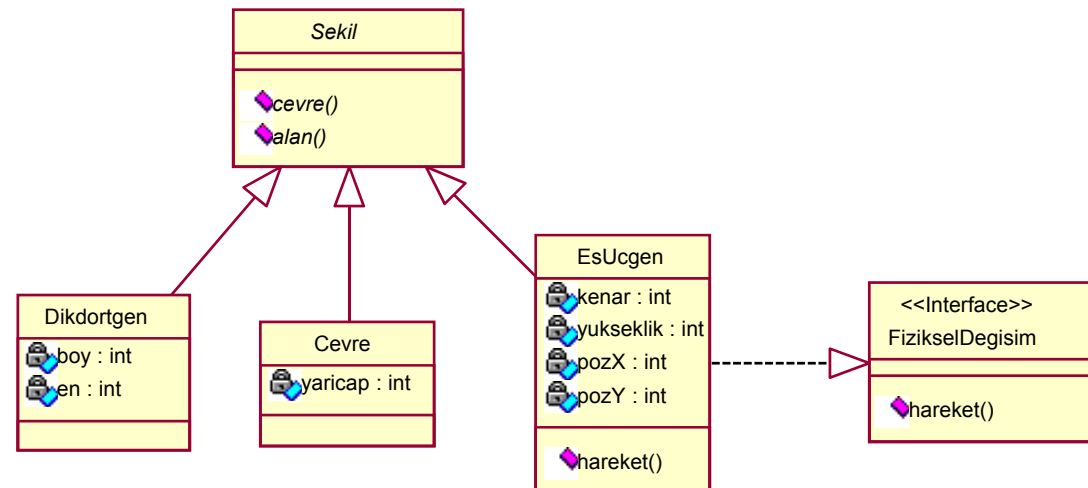 Sekil
cevre()
alan()
Dikdortgen
boy : int
en : int
Cevre
yaricap : int
EsUcgen
kenar : int
yukseklik : int
pozX : int
pozY : int
hareket()
<<Interface>>
FizikselDegisim
hareket()